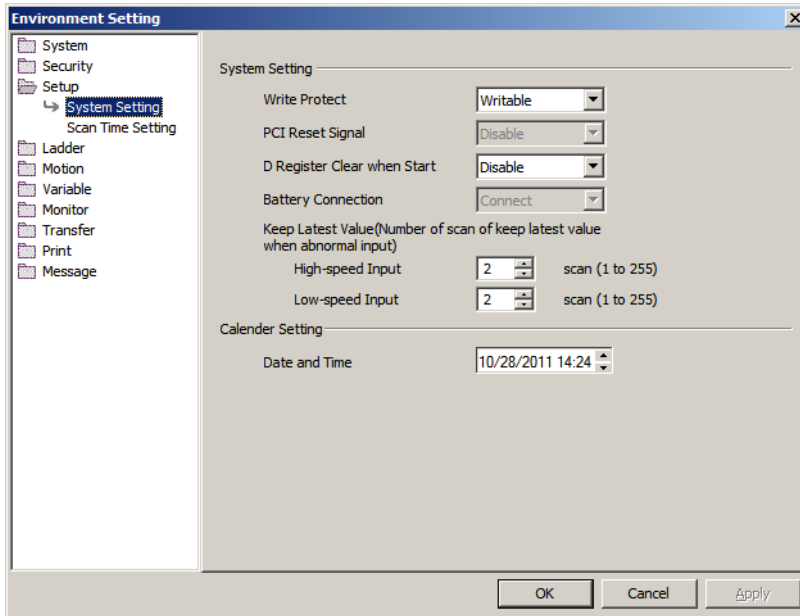 Environment Setting
System
Security
Setup
System Setting
Scan Time Setting
Ladder
Motion
Variable
Monitor
Transfer
Print
Message
System Setting
Write Protect Writable
PCI Reset Signal Disable
D Register Clear when Start Disable
Battery Connection Connect
Keep Latest Value(Number of scan of keep latest value
when abnormal input)
High-speed Input 2 scan (1 to 255)
Low-speed Input 2 scan (1 to 255)
Calender Setting
Date and Time 10/28/2011 14:24
OK Cancel Apply